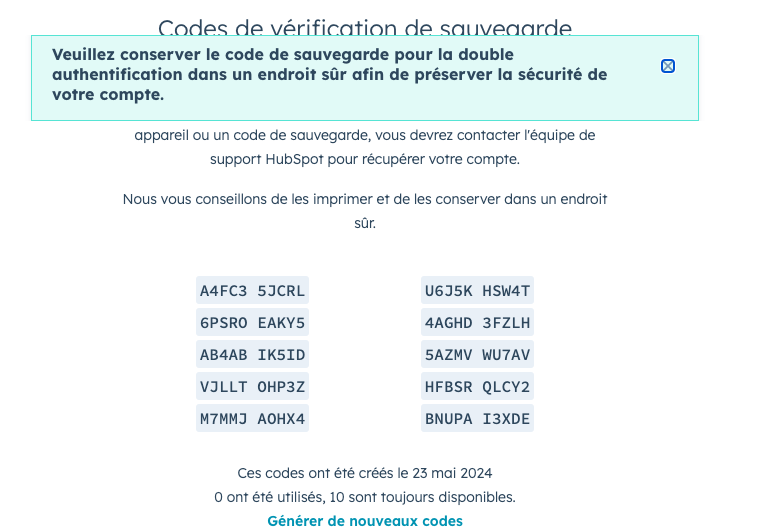 Codes de vérification de sauvegarde
Veuillez conserver le code de sauvegarde pour la double
authentification dans un endroit sûr afin de préserver la sécurité de
votre compte.
appareil ou un code de sauvegarde, vous devrez contacter l'équipe de
support HubSpot pour récupérer votre compte.
Nous vous conseillons de les imprimer et de les conserver dans un endroit
sûr.
A4FC3 5JCRL U6J5K HSW4T
6PSRO EAKY5 4AGHD 3FZLH
AB4AB IK5ID 5AZMV WU7AV
VJLLT OHP3Z HFBSR QLCY2
M7MMJ AOHX4 BNUPA I3XDE
Ces codes ont été créés le 23 mai 2024
0 ont été utilisés, 10 sont toujours disponibles.
Générer de nouveaux codes